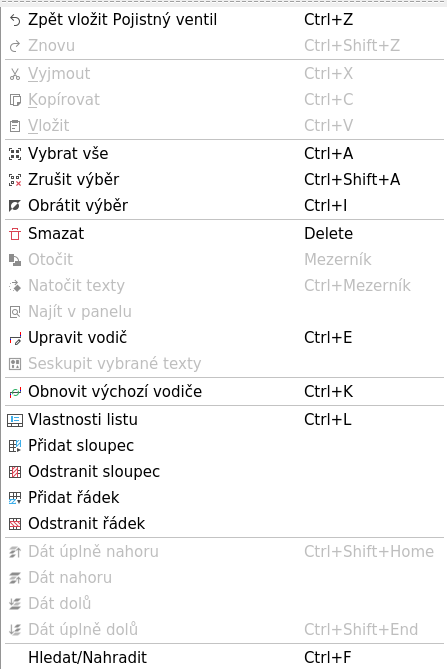 Zpět vložit Pojistný ventil Ctrl+Z
Znovu Ctrl+Shift+Z
Vyjmout Ctrl+X
Kopírovat Ctrl+C
Vložit Ctrl+V
Vybrat vše Ctrl+A
Zrušit výběr Ctrl+Shift+A
Obrátit výběr Ctrl+I
Smazat Delete
Otočit Mezerník
Natočit texty Ctrl+Mezerník
Najít v panelu
Upravit vodič Ctrl+E
Seskupit vybrané texty
Obnovit výchozí vodiče Ctrl+K
Vlastnosti listu Ctrl+L
Přidat sloupec
Odstranit sloupec
Přidat řádek
Odstranit řádek
Dát úplně nahoru Ctrl+Shift+Home
Dát nahoru
Dát dolů
Dát úplně dolů Ctrl+Shift+End
Hledat/Nahradit Ctrl+F